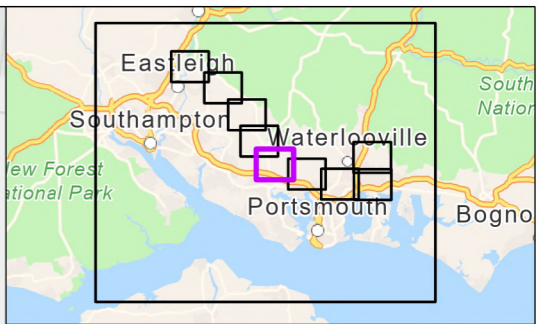 Eastleigh
South
Nation
Southampton
Waterlooville
New Forest
ational Park
Portsmouth
Bogno